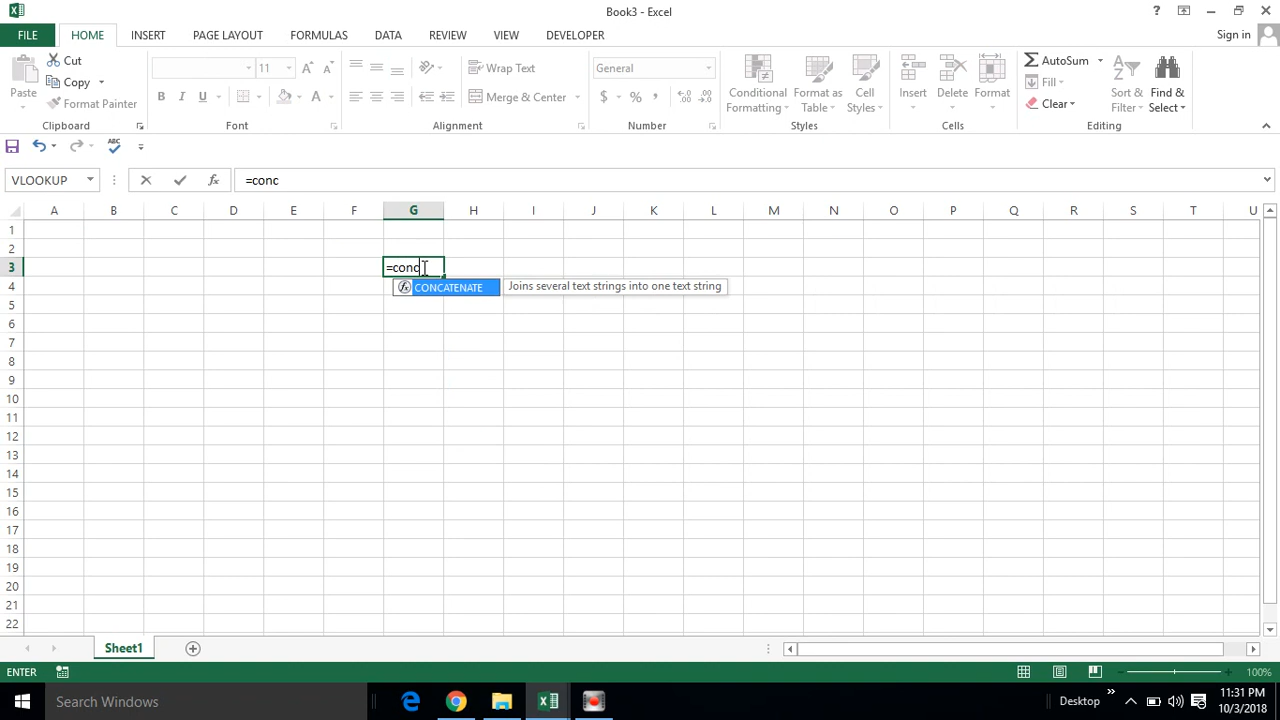 Book3 - Excel
FILE HOME INSERT PAGE LAYOUT FORMULAS DATA REVIEW VIEW DEVELOPER Sign in
Paste
Cut
Copy
Format Painter
Clipboard
11
B I U
Font
Wrap Text
Merge & Center
Alignment
General
$ % ,
Number
Conditional Formatting
Format as Table
Cell Styles
Styles
Insert
Delete
Format
Cells
AutoSum
Fill
Clear
Sort & Filter
Find & Select
Editing
VLOOKUP =conc
A B C D E F G H I J K L M N O P Q R S T U
1
2
3 =conc
4 CONCATENATE Joins several text strings into one text string
5
6
7
8
9
10
11
12
13
14
15
16
17
18
19
20
21
22
Sheet1
ENTER 100%
Search Windows Desktop 11:31 PM
10/3/2018